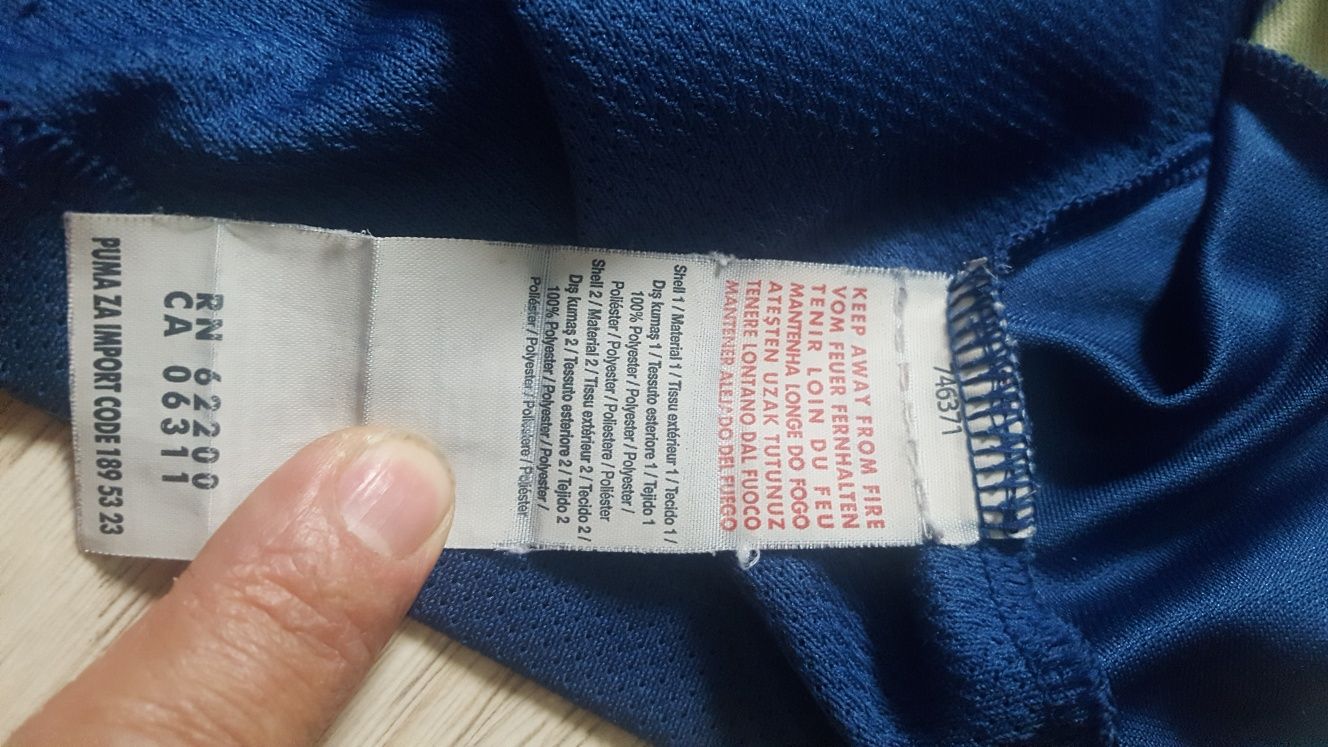 746371
KEEP AWAY FROM FIRE
VOM FEUER FERNHALTEN
TENIR LOIN DU FEU
MANTENHA LONGE DO FOGO
ATEŞTEN UZAK TUTUNUZ
TENERE LONTANO DAL FUOCO
MANTENER ALEJADO DEL FUEGO
Shell 1 / Material 1 / Tissu extérieur 1 / Tecido 1 /
Dış kumaş 1 / Tessuto esteriore 1 / Tejido 1
100% Polyester / Polyester / Polyester /
Poliéster / Polyester / Poliestere / Poliéster
Shell 2 / Material 2 / Tissu extérieur 2 / Tecido 2 /
Dış kumaş 2 / Tessuto esteriore 2 / Tejido 2
100% Polyester / Polyester / Polyester /
Poliéster / Polyester / Poliestere / Poliéster
RN 62200
CA 06311
PUMA ZA IMPORT CODE 189 53 23